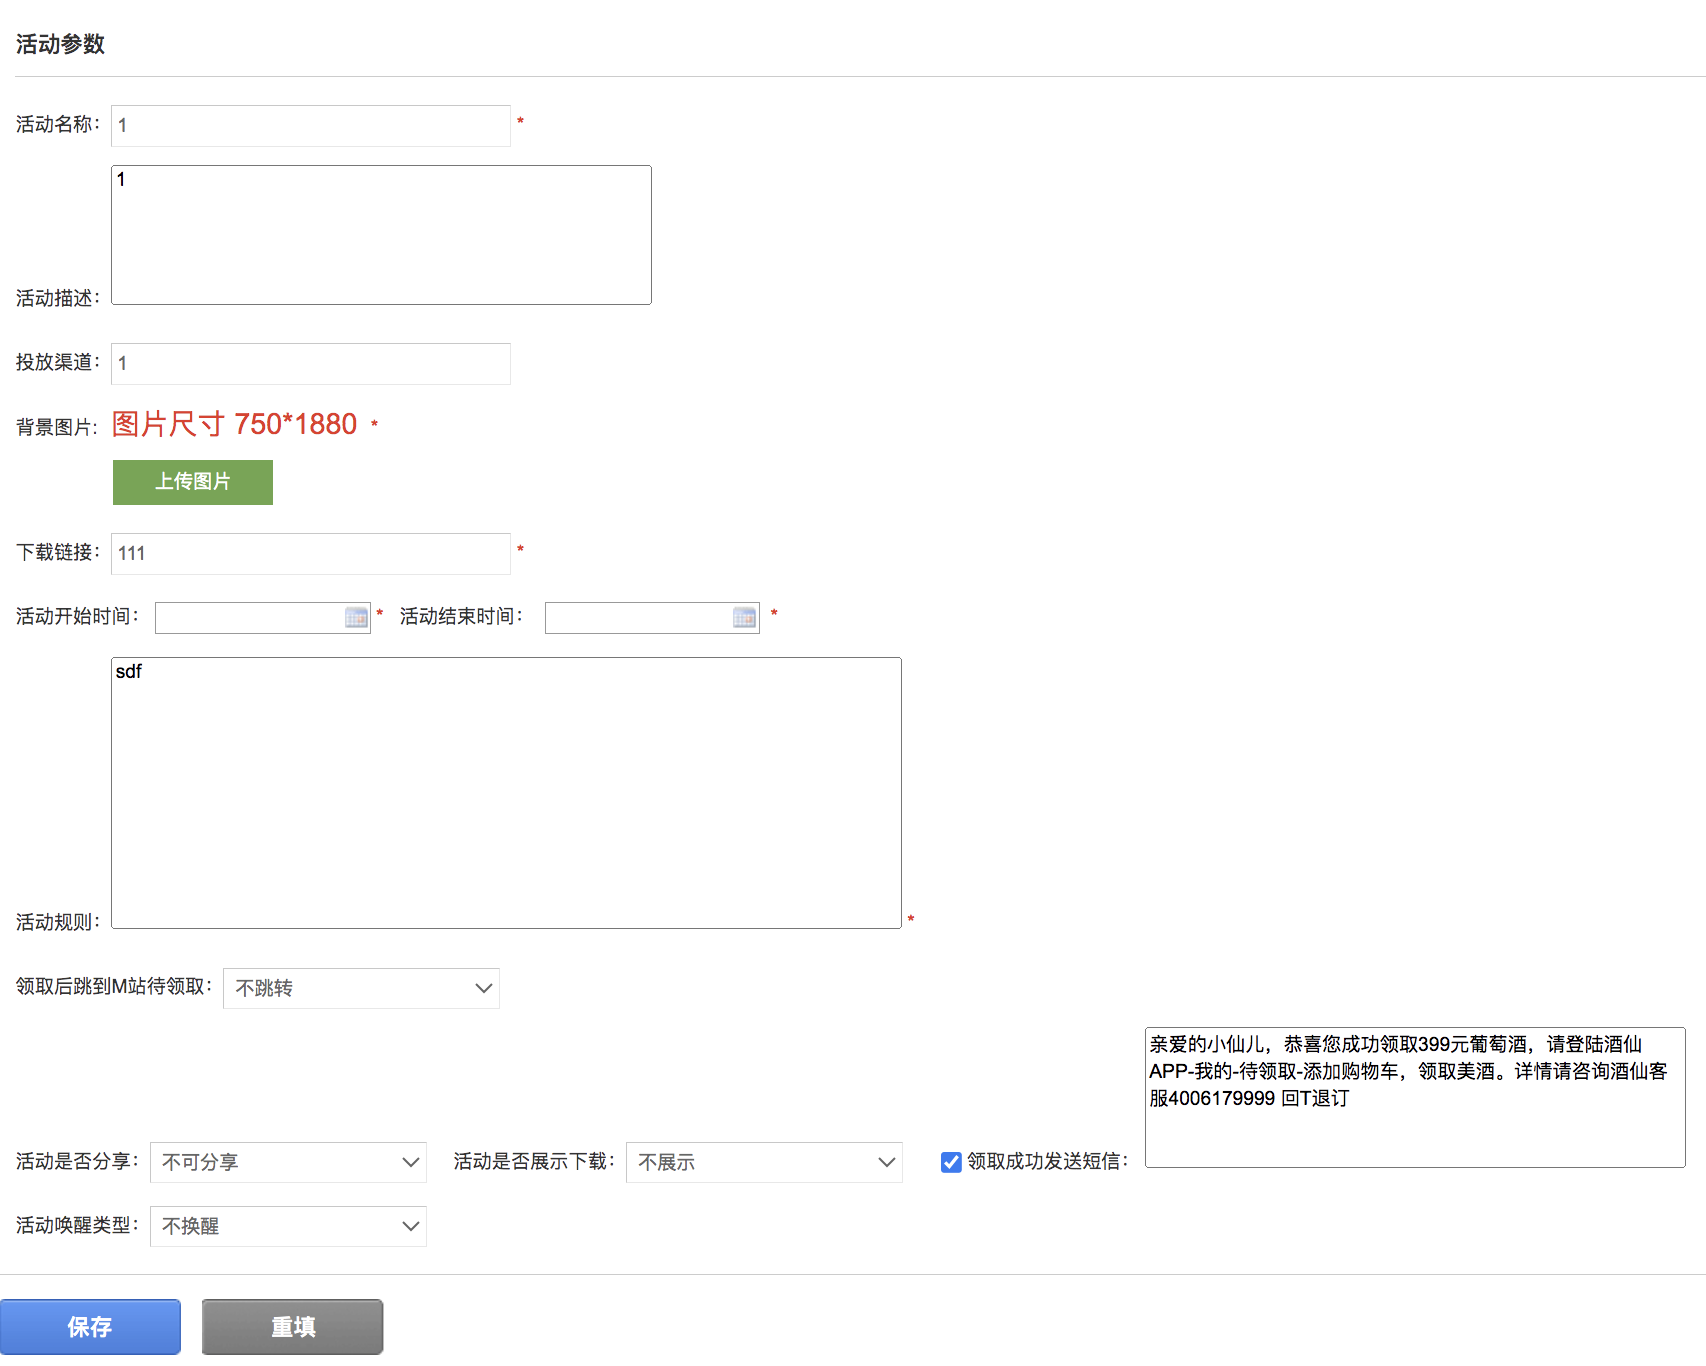 活动参数
活动名称： 1 *
1
活动描述：
投放渠道： 1
背景图片: 图片尺寸 750*1880 *
上传图片
下载链接： 111 *
活动开始时间： * 活动结束时间： *
sdf
活动规则： *
领取后跳到M站待领取： 不跳转
亲爱的小仙儿，恭喜您成功领取399元葡萄酒，请登陆酒仙
APP-我的-待领取-添加购物车，领取美酒。详情请咨询酒仙客
服4006179999 回T退订
活动是否分享： 不可分享 活动是否展示下载： 不展示 领取成功发送短信：
活动唤醒类型： 不换醒
保存 重填